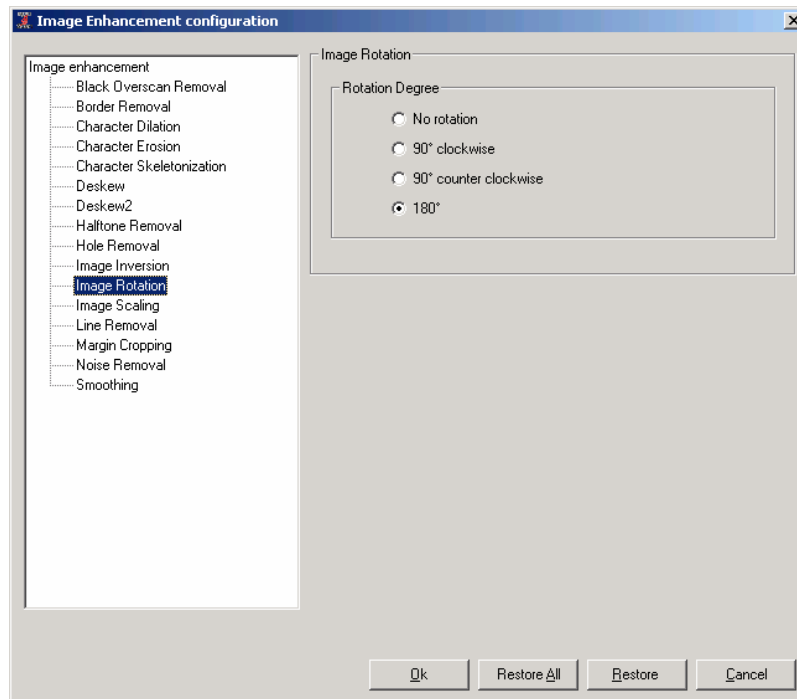 Image Enhancement configuration
Image enhancement
Black Overscan Removal
Border Removal
Character Dilation
Character Erosion
Character Skeletonization
Deskew
Deskew2
Halftone Removal
Hole Removal
Image Inversion
Image Rotation
Image Scaling
Line Removal
Margin Cropping
Noise Removal
Smoothing
Image Rotation
Rotation Degree
No rotation
90° clockwise
90° counter clockwise
180°
Ok
Restore All
Restore
Cancel